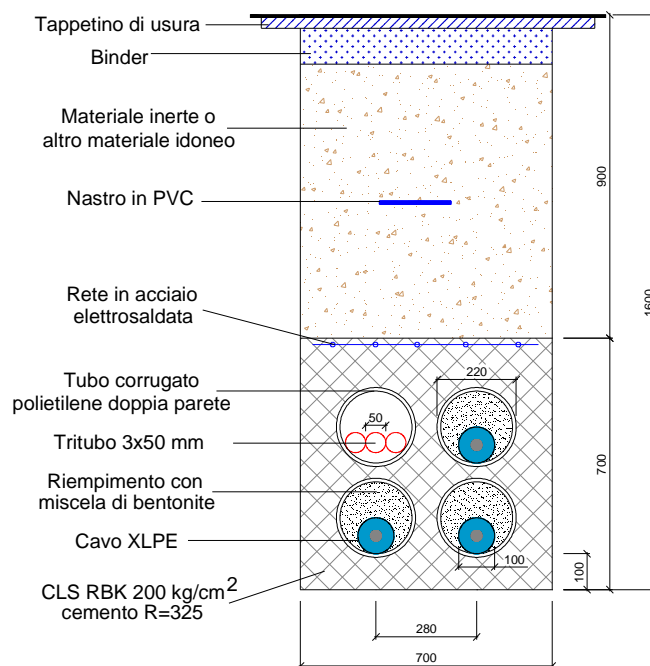 Tappetino di usura
Binder
Materiale inerte o
altro materiale idoneo
Nastro in PVC
900
1600
Rete in acciaio
elettrosaldata
Tubo corrugato
polietilene doppia parete
220
50
Tritubo 3x50 mm
Riempimento con
miscela di bentonite
700
Cavo XLPE
100
100
CLS RBK 200 kg/cm²
cemento R=325
280
700